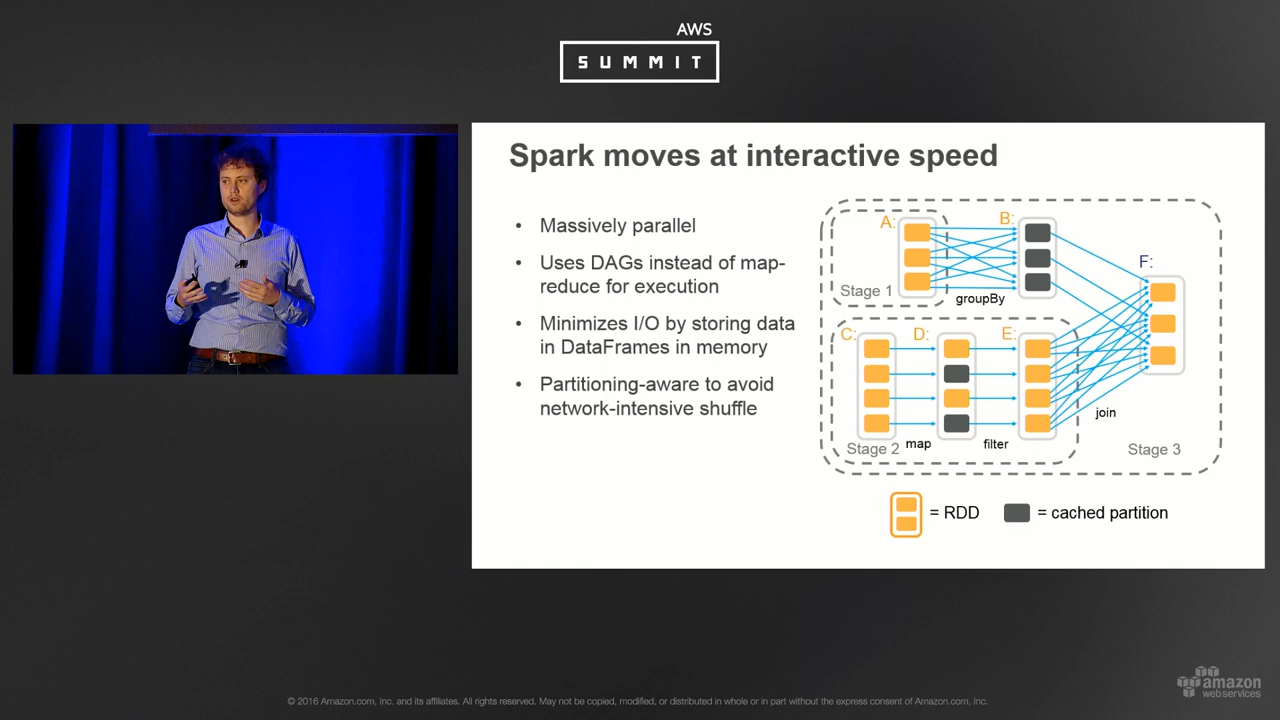 AWS
SUMMIT
Spark moves at interactive speed
• Massively parallel
• Uses DAGs instead of map-
reduce for execution
• Minimizes I/O by storing data
in DataFrames in memory
• Partitioning-aware to avoid
network-intensive shuffle
A:
B:
Stage 1
groupBy
F:
C:
D:
E:
Stage 2
map
filter
join
Stage 3
= RDD
= cached partition
amazon
web services
© 2016 Amazon.com, Inc. and its affiliates. All rights reserved. May not be copied, modified, or distributed in whole or in part without the express consent of Amazon.com, Inc.